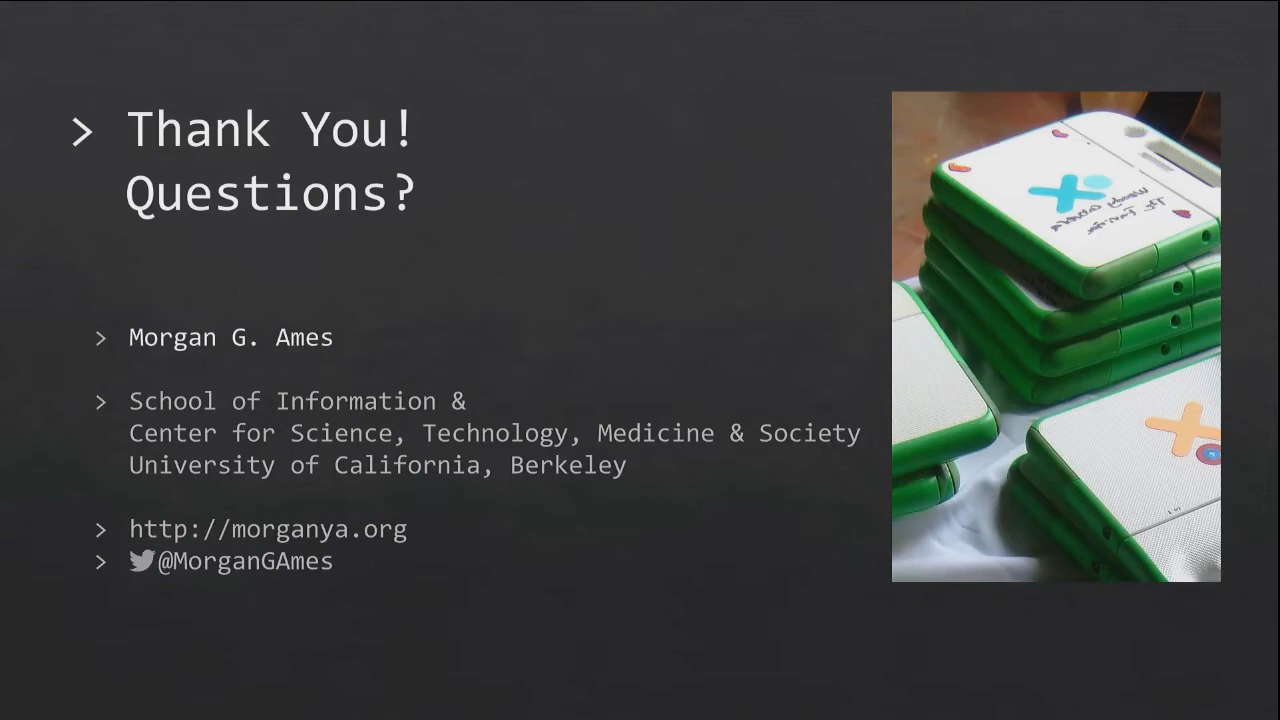 > Thank You!
Questions?
> Morgan G. Ames
> School of Information &
Center for Science, Technology, Medicine & Society
University of California, Berkeley
> http://morganya.org
> @MorganGAmes